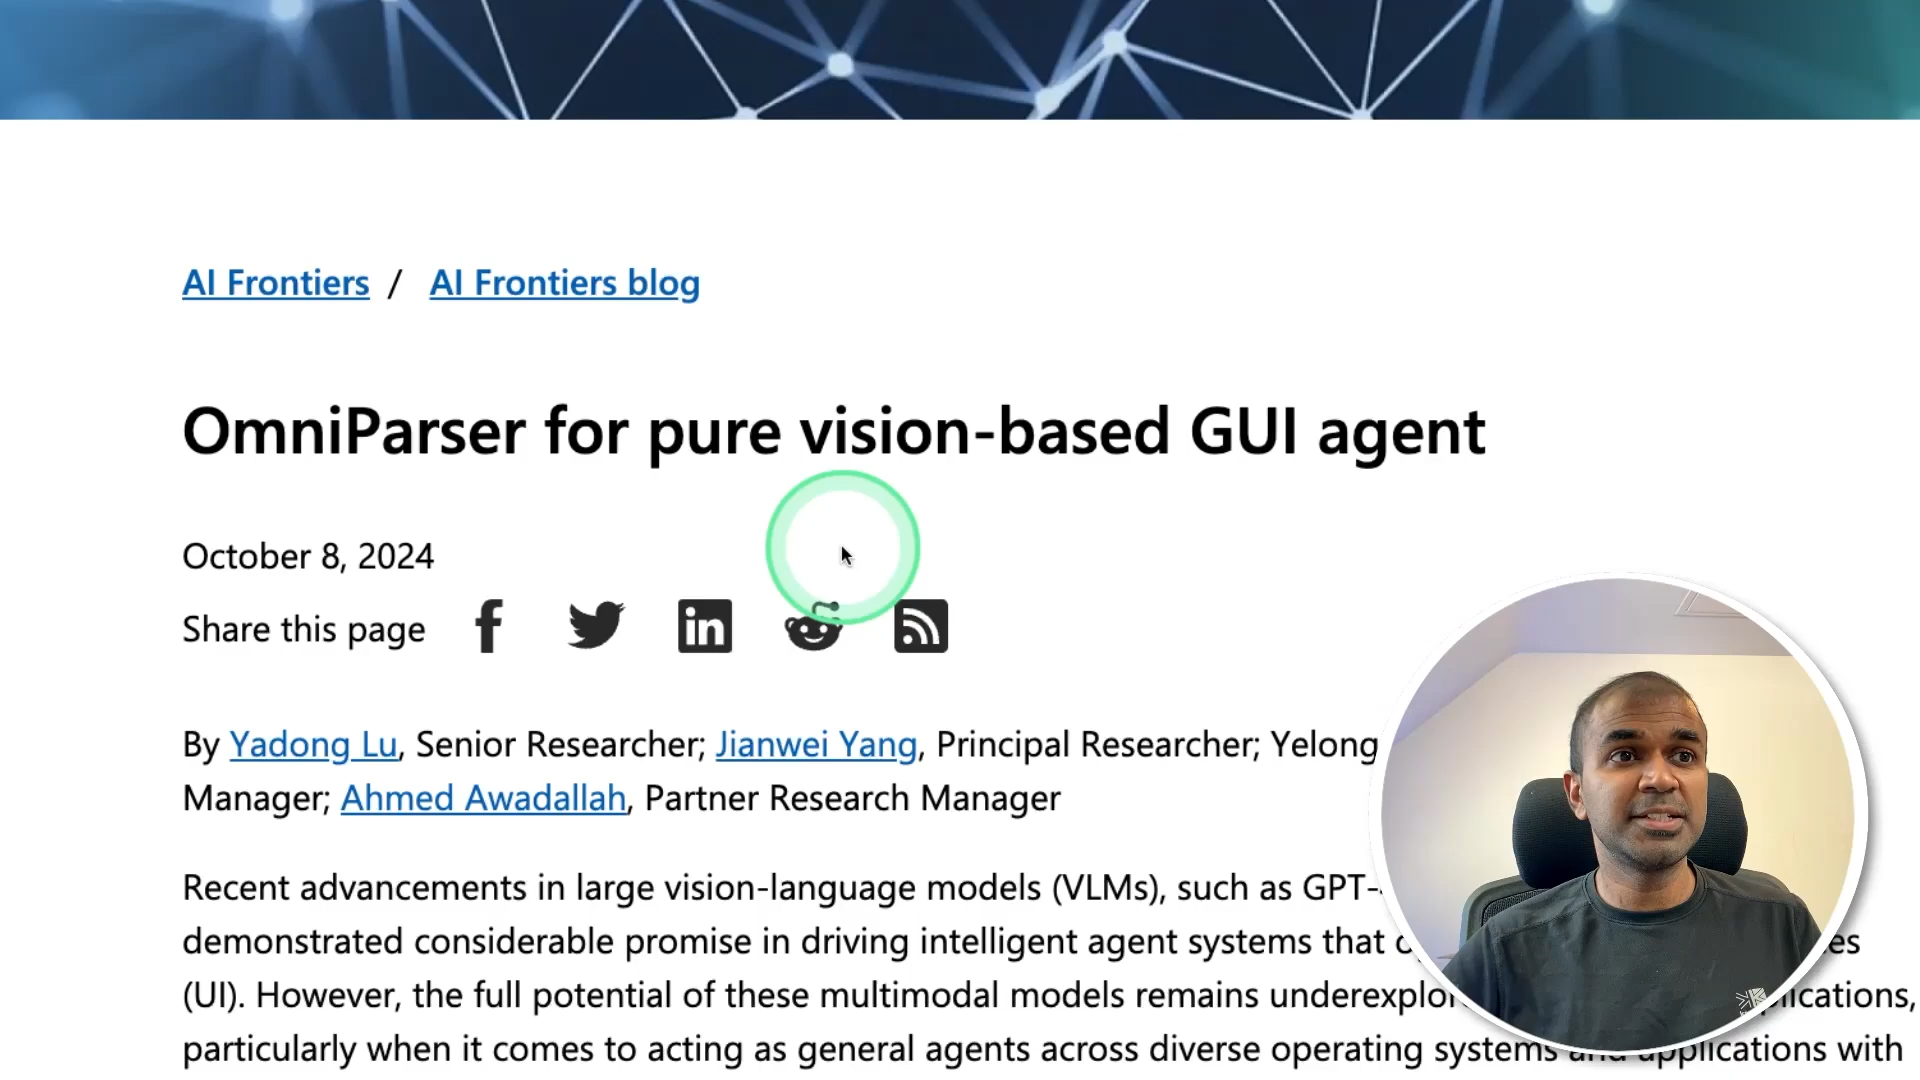 AI Frontiers / AI Frontiers blog
OmniParser for pure vision-based GUI agent
October 8, 2024
Share this page
By Yadong Lu, Senior Researcher; Jianwei Yang, Principal Researcher; Yelong
Manager; Ahmed Awadallah, Partner Research Manager
Recent advancements in large vision-language models (VLMs), such as GPT-
demonstrated considerable promise in driving intelligent agent systems that
(UI). However, the full potential of these multimodal models remains
particularly when it comes to acting as general agents across diverse operating systems and applications with